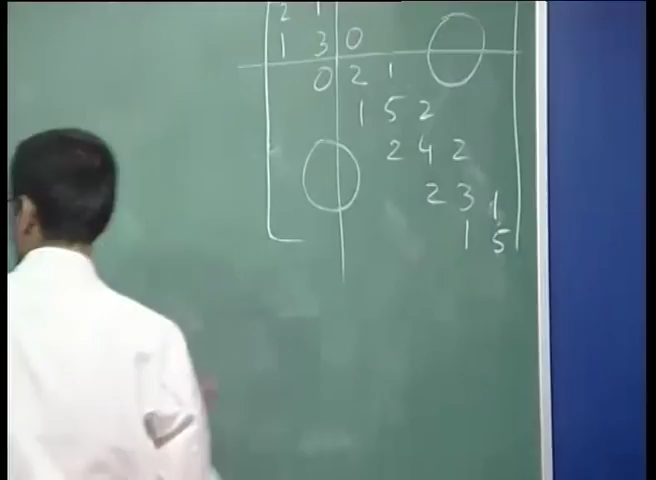 2 1
1 3 0
0 2 1
1 5 2
2 4 2
2 3 1
1 5